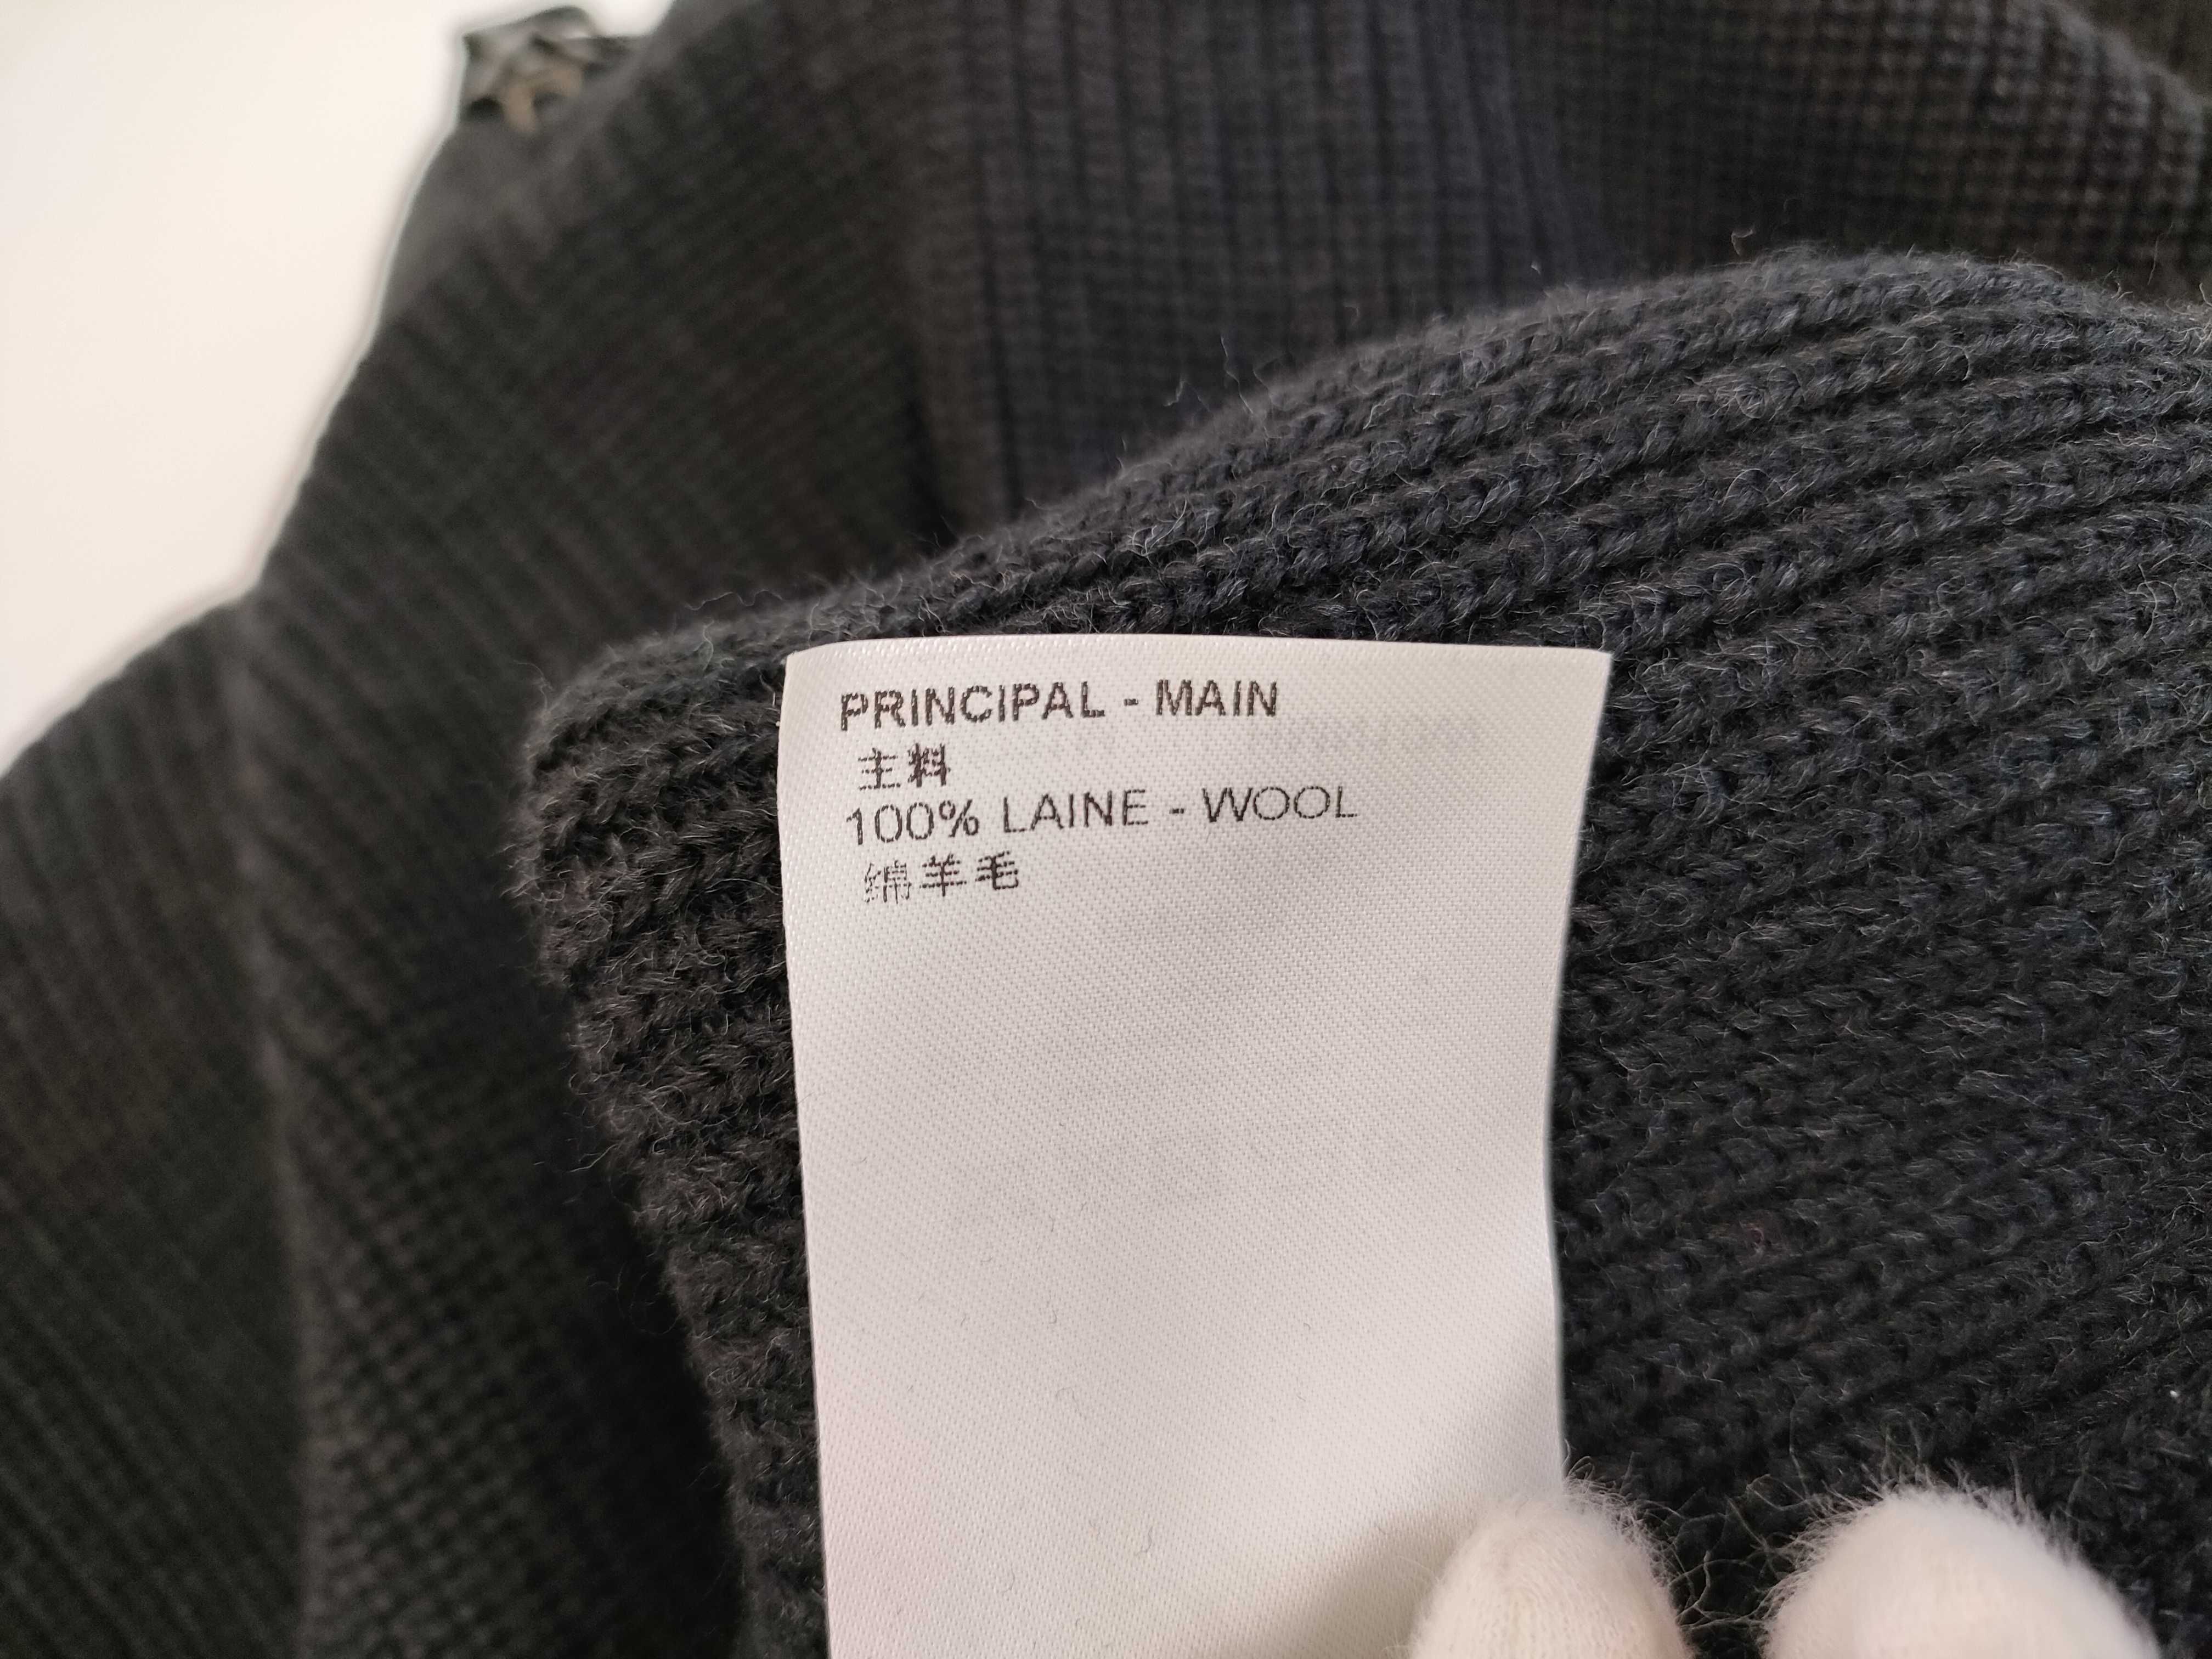 PRINCIPAL - MAIN
主料
100% LAINE - WOOL
绵羊毛